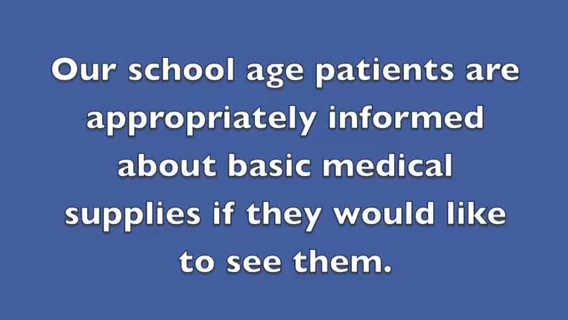 Our school age patients are
appropriately informed
about basic medical
supplies if they would like
to see them.